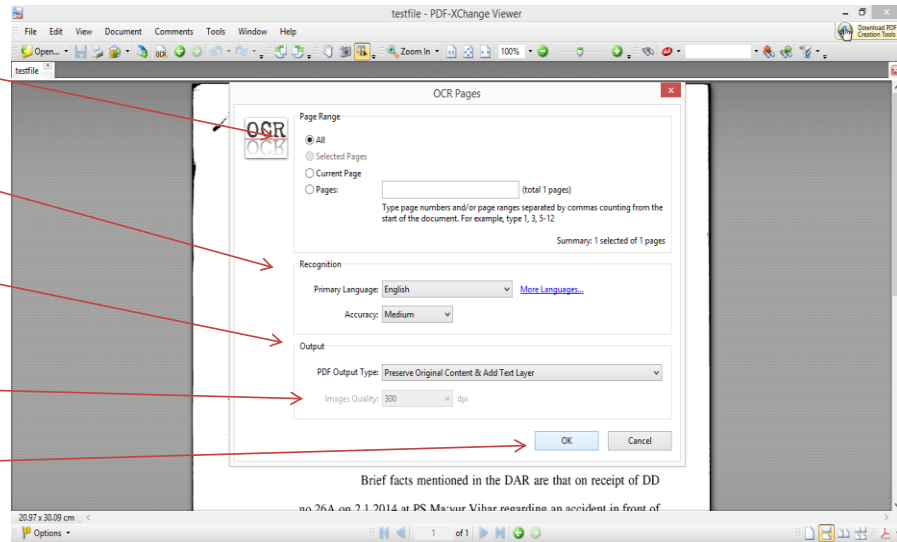 testfile - PDF-XChange Viewer
File Edit View Document Comments Tools Window Help
Download PDF
Creation Tools
Open... OCR Zoom In 100%
testfile
OCR Pages
OCR
Page Range
All
Selected Pages
Current Page
Pages: (total 1 pages)
Type page numbers and/or page ranges separated by commas counting from the
start of the document. For example, type 1, 3, 5-12
Summary: 1 selected of 1 pages
Recognition
Primary Language: English More Languages...
Accuracy: Medium
Output
PDF Output Type: Preserve Original Content & Add Text Layer
Images Quality: 300 dpi
OK Cancel
Brief facts mentioned in the DAR are that on receipt of DD
no 26A on 2.1.2014 at PS Mayur Vihar regarding an accident in front of
20.97 x 30.09 cm
Options 1 of 1